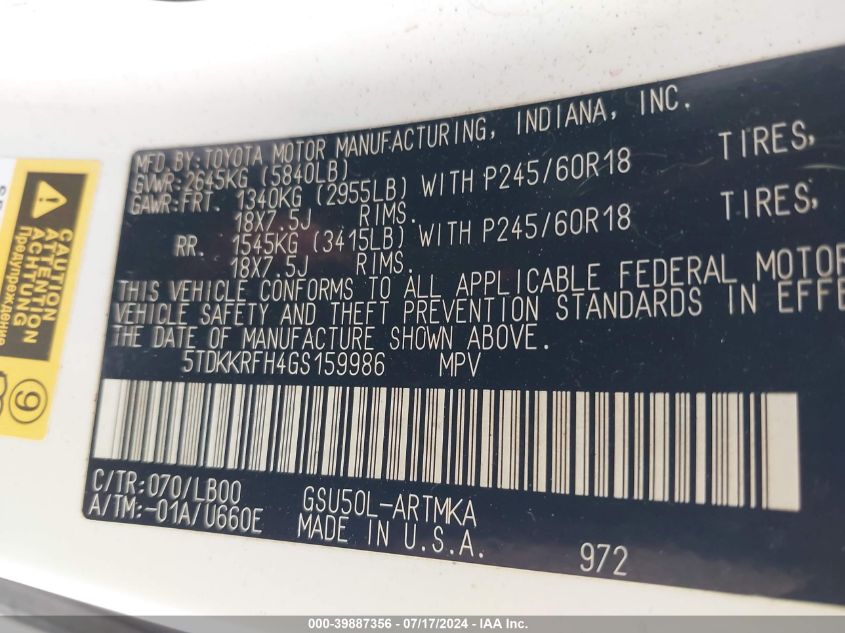 MFD. BY: TOYOTA MOTOR MANUFACTURING, INDIANA, INC.
GVWR: 2645KG (5840LB)
GAWR: FRT. 1340KG (2955LB) WITH P245/60R18 TIRES,
18X7.5J RIMS.
RR. 1545KG (3415LB) WITH P245/60R18 TIRES,
18X7.5J RIMS.
THIS VEHICLE CONFORMS TO ALL APPLICABLE FEDERAL MOTOR
VEHICLE SAFETY AND THEFT PREVENTION STANDARDS IN EFFE
THE DATE OF MANUFACTURE SHOWN ABOVE.
5TDKKRFH4GS159986 MPV
C/TR: 070/LB00 GSU50L-ARTMKA
A/TM: -01A/U660E MADE IN U.S.A.
972
CAUTION
ATTENTION
ACHTUNG
Предупреждение
9
000-39887356 - 07/17/2024 - IAA Inc.